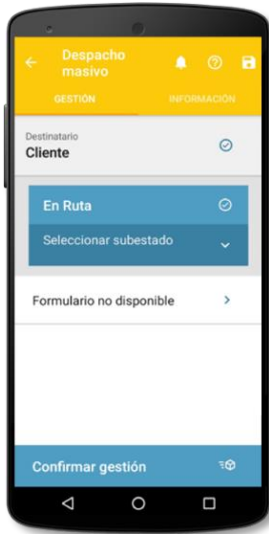 Despacho
masivo
GESTIÓN INFORMACIÓN
Destinatario
Cliente
En Ruta
Seleccionar subestado
Formulario no disponible
Confirmar gestión